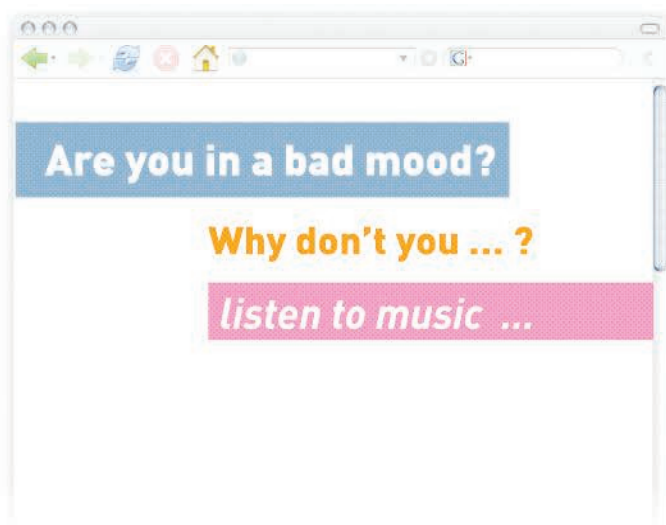 G
Are you in a bad mood?
Why don't you ... ?
listen to music ...